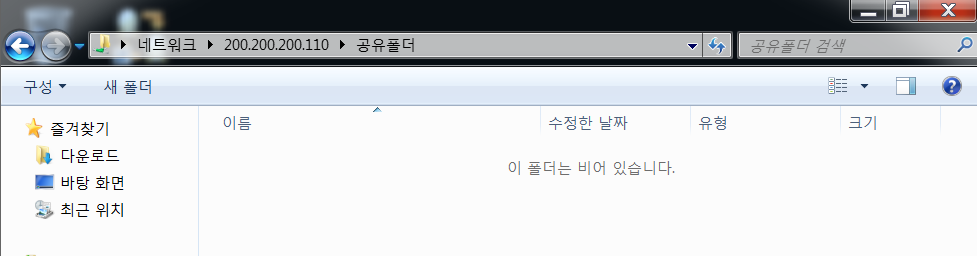 네트워크 200.200.200.110 공유폴더
공유폴더 검색
구성 새 폴더
즐겨찾기
다운로드
바탕 화면
최근 위치
이름 수정한 날짜 유형 크기
이 폴더는 비어 있습니다.